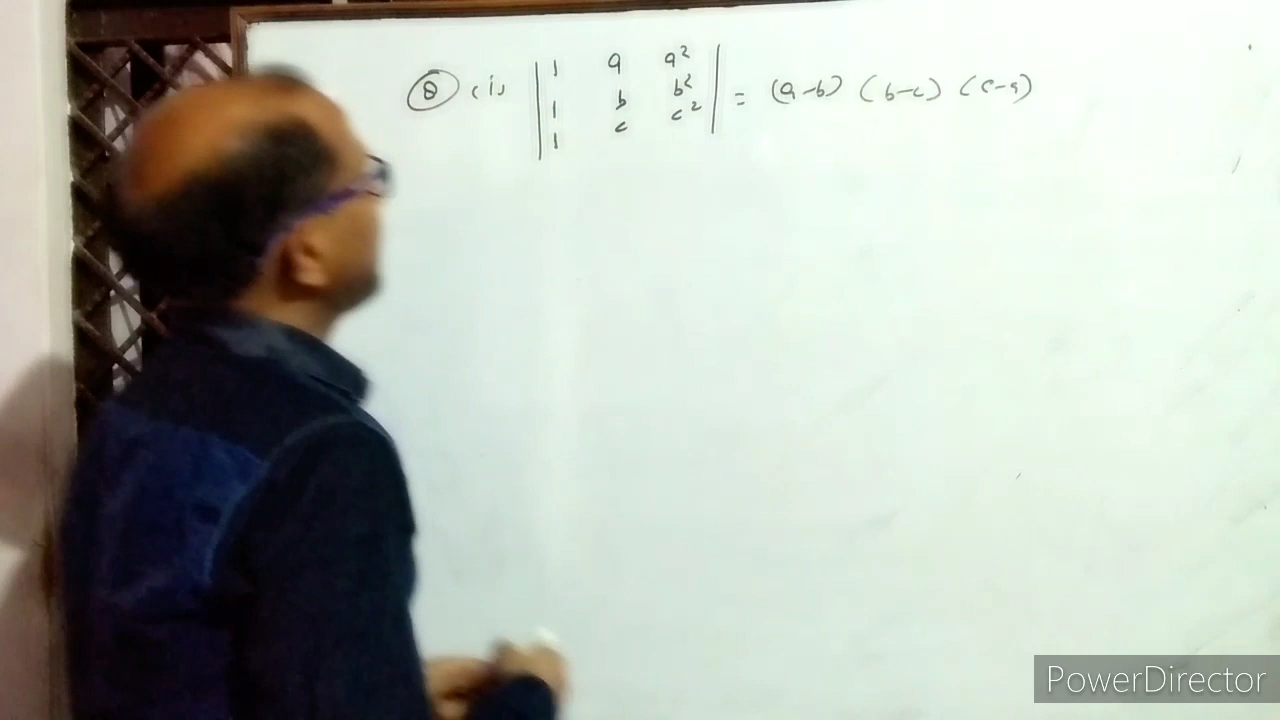 ⑧ (i) | 1 a a² | = (a-b) (b-c) (c-a)
| 1 b b² |
| 1 c c² |
PowerDirector